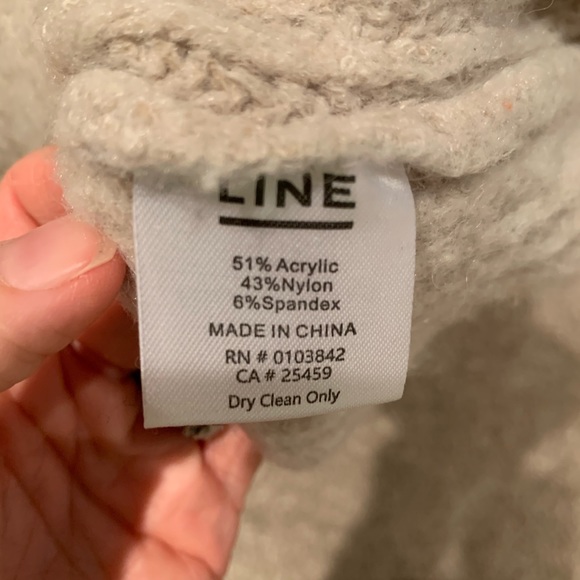 LINE
51% Acrylic
43%Nylon
6%Spandex
MADE IN CHINA
RN # 0103842
CA # 25459
Dry Clean Only